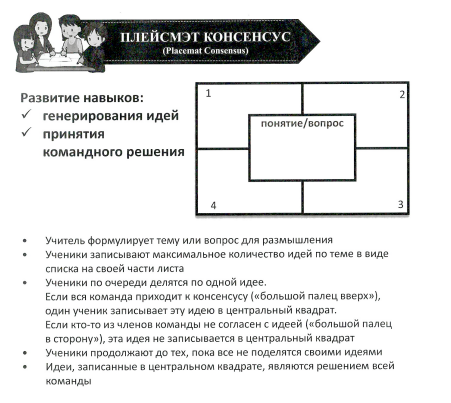 ПЛЕЙСМЭТ КОНСЕНСУС
(Placemat Consensus)
Развитие навыков:
✓ генерирования идей
✓ принятия
командного решения
1
2
понятие/вопрос
4
3
• Учитель формулирует тему или вопрос для размышления
• Ученики записывают максимальное количество идей по теме в виде
списка на своей части листа
• Ученики по очереди делятся по одной идее.
Если вся команда приходит к консенсусу («большой палец вверх»),
один ученик записывает эту идею в центральный квадрат.
Если кто-то из членов команды не согласен с идеей («большой палец
в сторону»), эта идея не записывается в центральный квадрат
• Ученики продолжают до тех, пока все не поделятся своими идеями
• Идеи, записанные в центральном квадрате, являются решением всей
команды